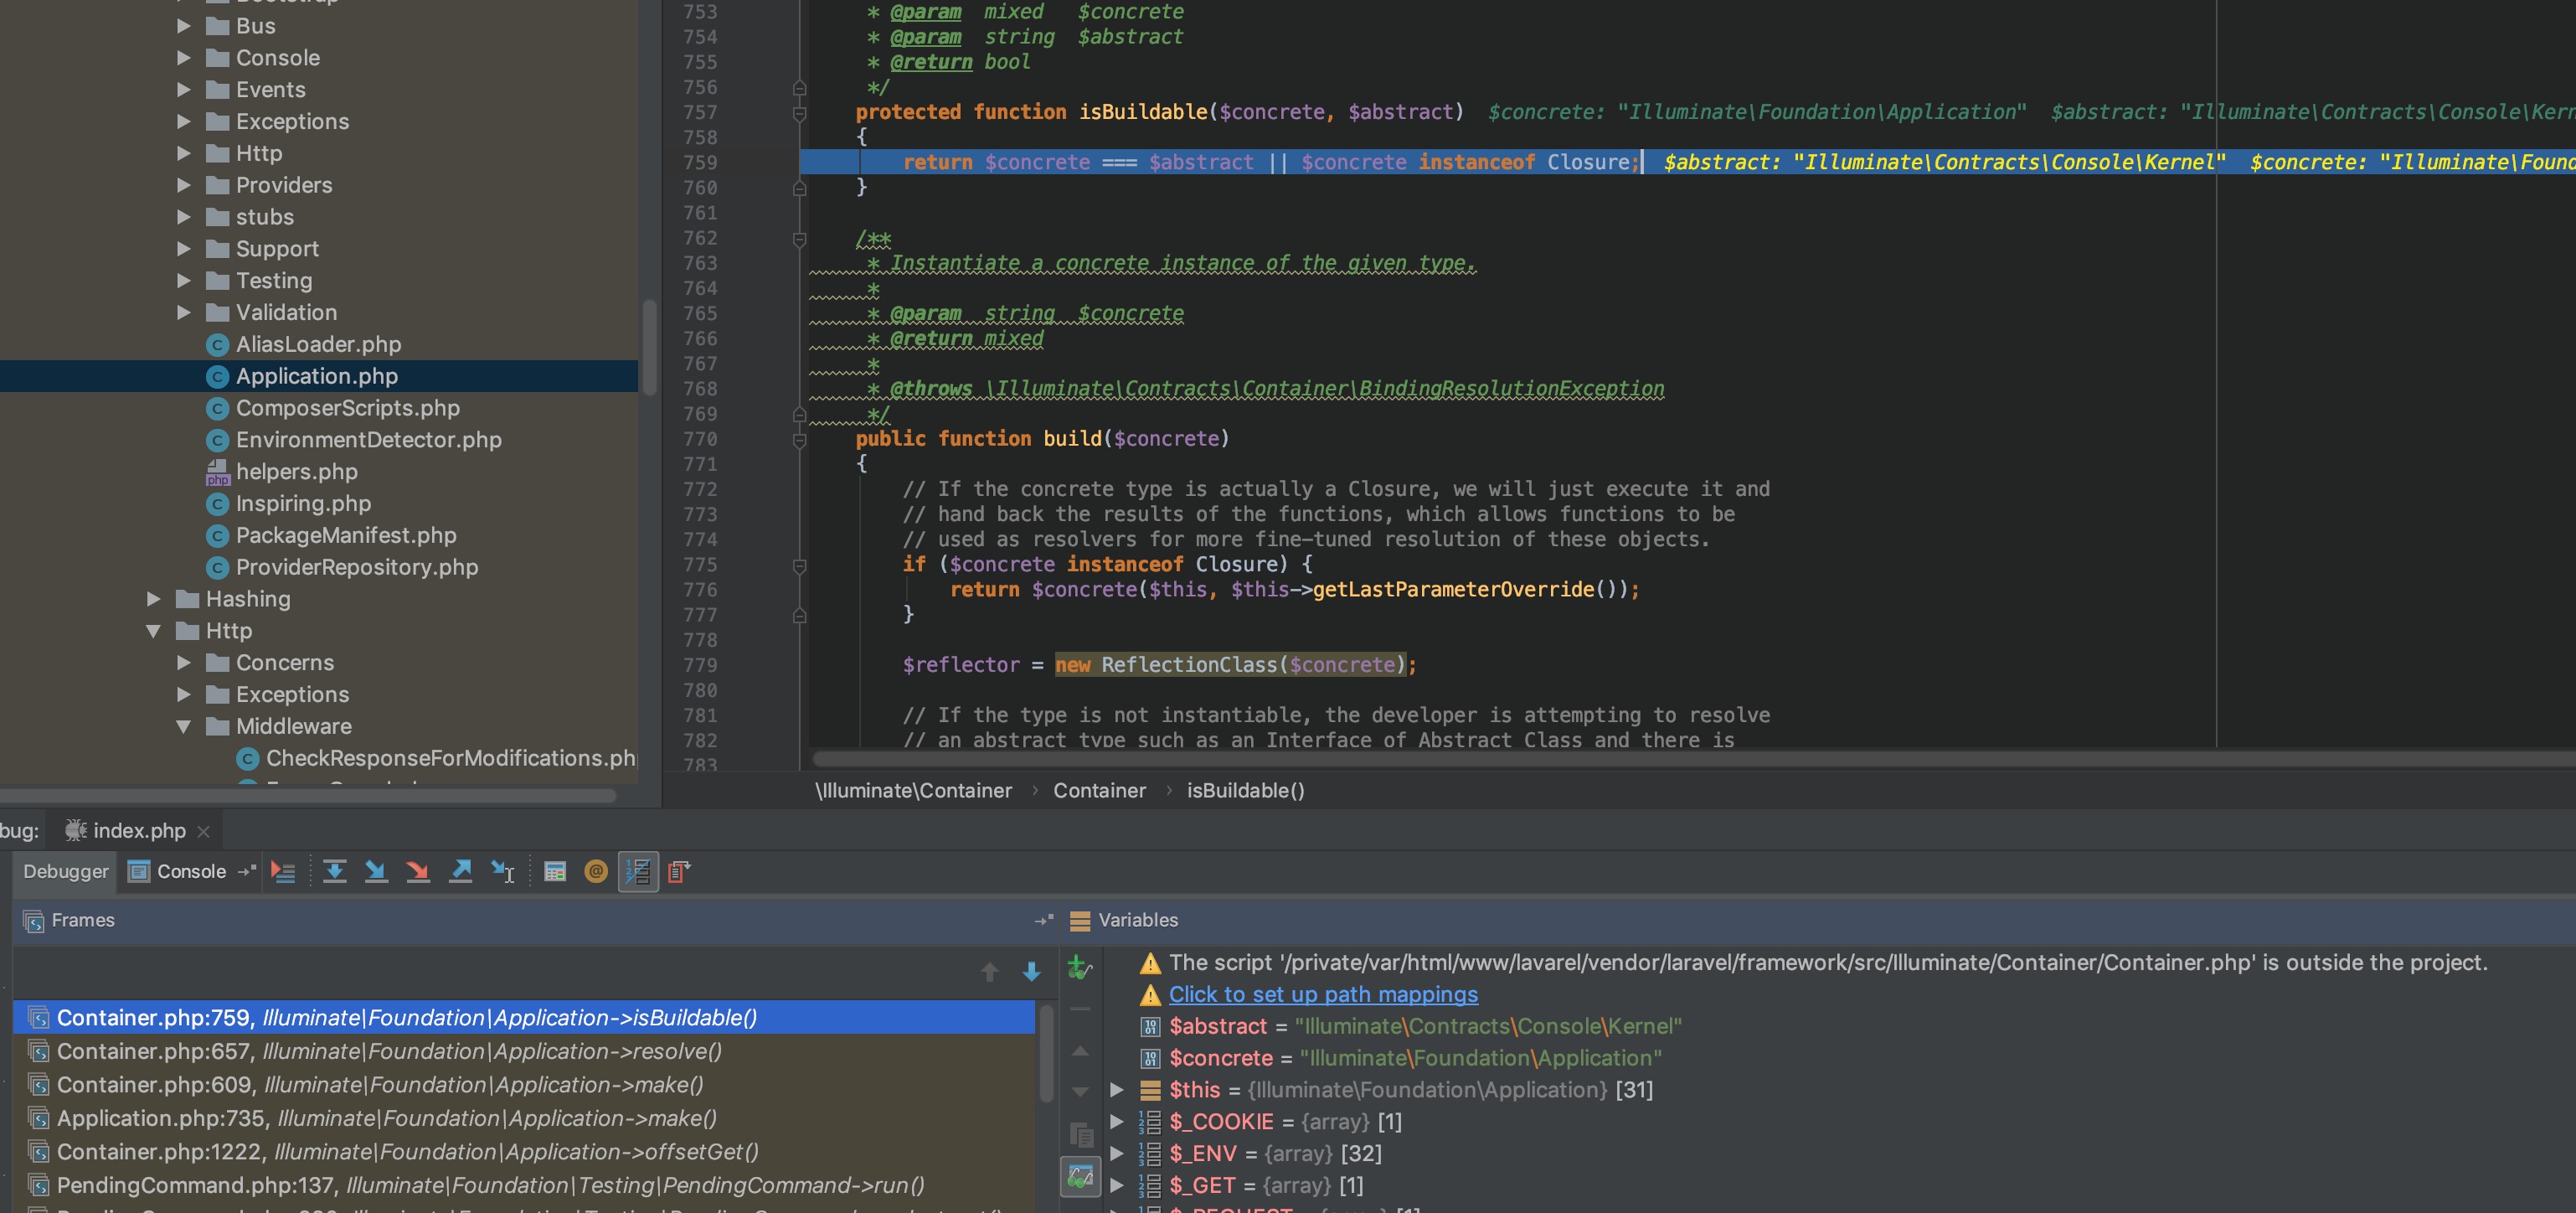 Bootstrap
Bus
Console
Events
Exceptions
Http
Providers
stubs
Support
Testing
Validation
AliasLoader.php
Application.php
ComposerScripts.php
EnvironmentDetector.php
helpers.php
Inspiring.php
PackageManifest.php
ProviderRepository.php
Hashing
Http
Concerns
Exceptions
Middleware
CheckResponseForModifications.ph
753 * @param mixed $concrete
754 * @param string $abstract
755 * @return bool
756 */
757 protected function isBuildable($concrete, $abstract) $concrete: "Illuminate\Foundation\Application" $abstract: "Illuminate\Contracts\Console\Kern
758 {
759 return $concrete === $abstract || $concrete instanceof Closure; $abstract: "Illuminate\Contracts\Console\Kernel" $concrete: "Illuminate\Found
760 }
761
762 /**
763 * Instantiate a concrete instance of the given type.
764 *
765 * @param string $concrete
766 * @return mixed
767 *
768 * @throws \Illuminate\Contracts\Container\BindingResolutionException
769 */
770 public function build($concrete)
771 {
772 // If the concrete type is actually a Closure, we will just execute it and
773 // hand back the results of the functions, which allows functions to be
774 // used as resolvers for more fine-tuned resolution of these objects.
775 if ($concrete instanceof Closure) {
776 return $concrete($this, $this->getLastParameterOverride());
777 }
778
779 $reflector = new ReflectionClass($concrete);
780
781 // If the type is not instantiable, the developer is attempting to resolve
782 // an abstract type such as an Interface of Abstract Class and there is
783
\Illuminate\Container › Container › isBuildable()
bug: index.php
Debugger Console
Frames
Container.php:759, Illuminate\Foundation\Application->isBuildable()
Container.php:657, Illuminate\Foundation\Application->resolve()
Container.php:609, Illuminate\Foundation\Application->make()
Application.php:735, Illuminate\Foundation\Application->make()
Container.php:1222, Illuminate\Foundation\Application->offsetGet()
PendingCommand.php:137, Illuminate\Foundation\Testing\PendingCommand->run()
Variables
The script '/private/var/html/www/lavarel/vendor/laravel/framework/src/Illuminate/Container/Container.php' is outside the project.
Click to set up path mappings
$abstract = "Illuminate\Contracts\Console\Kernel"
$concrete = "Illuminate\Foundation\Application"
$this = {Illuminate\Foundation\Application} [31]
$_COOKIE = {array} [1]
$_ENV = {array} [32]
$_GET = {array} [1]
$_REQUEST = {array} [1]